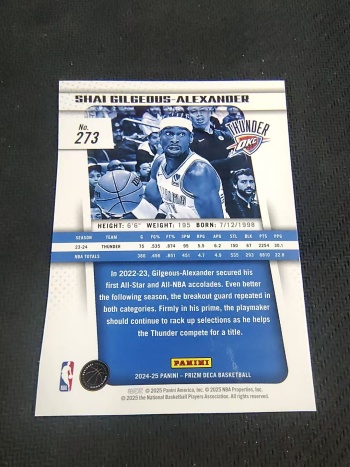 SHAI GILGEOUS-ALEXANDER
No.
273
THUNDER
OKC
HEIGHT: 6'6" WEIGHT: 195 BORN: 7/12/1998
SEASON TEAM G FG% FT% 3PM RPG APG STL BLK PTS PPG
23-24 THUNDER 75 .535 .874 95 5.5 6.2 150 67 2254 30.1
NBA TOTALS
In 2022-23, Gilgeous-Alexander secured his
first All-Star and All-NBA accolades. Even better
the following season, the breakout guard repeated in
both categories. Firmly in his prime, the playmaker
should continue to rack up selections as he helps
the Thunder compete for a title.
PANINI
2024-25 PANINI – PRIZM DECA BASKETBALL
© 2025 Panini America, Inc. © 2025 NBA Properties, Inc.
© 2025 the National Basketball Players Association. All Rights Reserved.